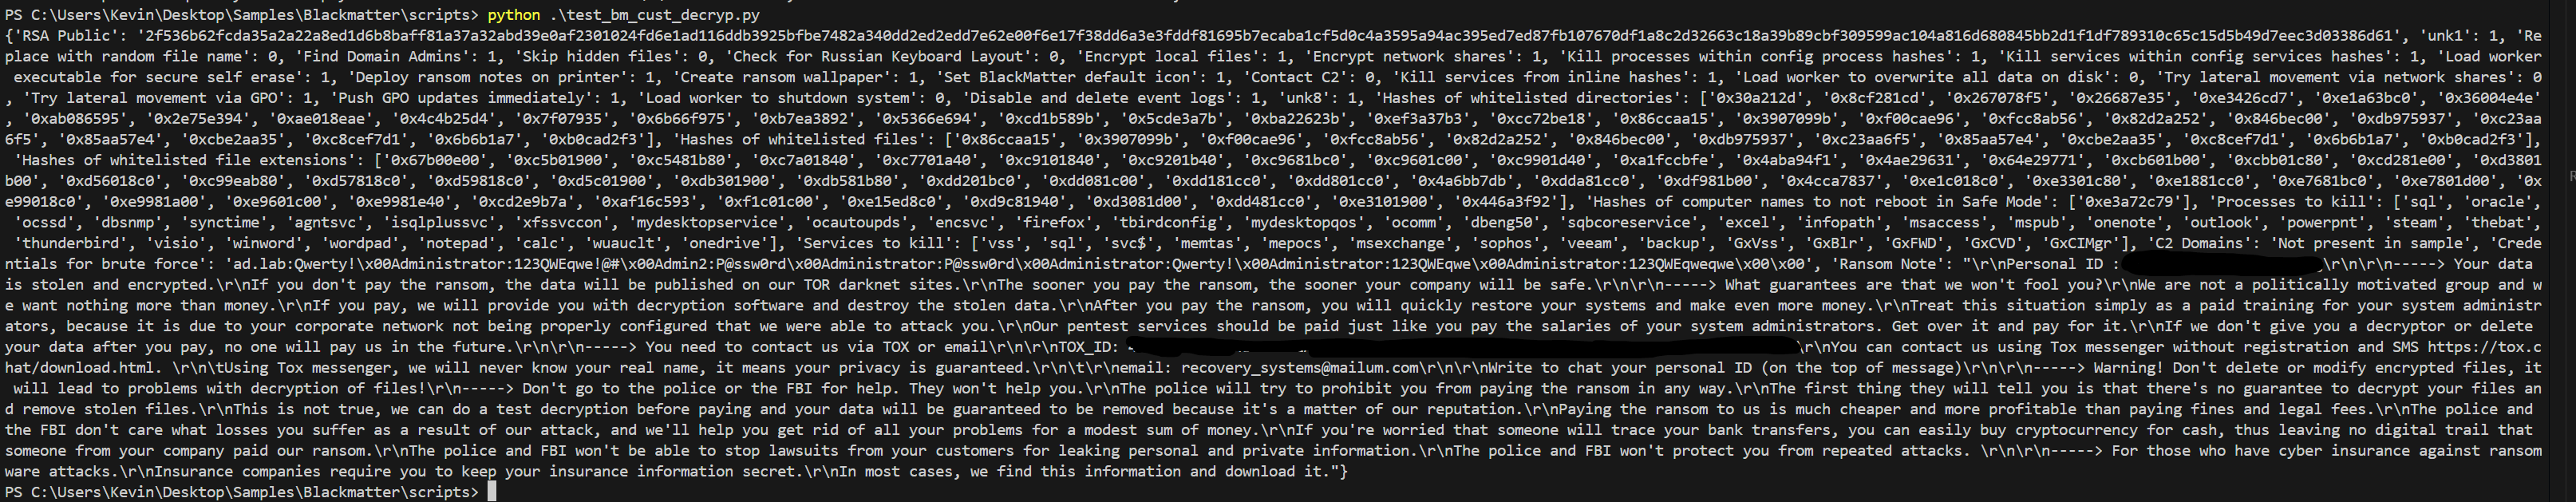 PS C:\Users\Kevin\Desktop\Samples\Blackmatter\scripts> python .\test_bm_cust_decryp.py
{'RSA Public': '2f536b62fcda35a2a22a8ed1d6b8baff81a37a32abd39e0af2301024fd6e1ad116ddb3925bfbe7482a340dd2ed2edd7e62e00f6e17f38dd6a3e3fddf81695b7ecaba1cf5d0c4a3595a94ac395ed7ed87fb107670df1a8c2d32663c18a39b89cbf309599ac104a816d680845bb2d1f1df789310c65c15d5b49d7eec3d03386d61', 'unk1': 1, 'Re
place with random file name': 0, 'Find Domain Admins': 1, 'Skip hidden files': 0, 'Check for Russian Keyboard Layout': 0, 'Encrypt local files': 1, 'Encrypt network shares': 1, 'Kill processes within config process hashes': 1, 'Kill services within config services hashes': 1, 'Load worker
executable for secure self erase': 1, 'Deploy ransom notes on printer': 1, 'Create ransom wallpaper': 1, 'Set BlackMatter default icon': 1, 'Contact C2': 0, 'Kill services from inline hashes': 1, 'Load worker to overwrite all data on disk': 0, 'Try lateral movement via network shares': 0
, 'Try lateral movement via GPO': 1, 'Push GPO updates immediately': 1, 'Load worker to shutdown system': 0, 'Disable and delete event logs': 1, 'unk8': 1, 'Hashes of whitelisted directories': ['0x30a212d', '0x8cf281cd', '0x267078f5', '0x26687e35', '0xe3426cd7', '0xe1a63bc0', '0x36004e4e'
, '0xab086595', '0x2e75e394', '0xae018eae', '0x4c4b25d4', '0x7f07935', '0x6b66f975', '0xb7ea3892', '0x5366e694', '0xcd1b589b', '0x5cde3a7b', '0xba22623b', '0xef3a37b3', '0xcc72be18', '0x86ccaa15', '0x3907099b', '0xf00cae96', '0xfcc8ab56', '0x82d2a252', '0x846bec00', '0xdb975937', '0xc23aa
6f5', '0x85aa57e4', '0xcbe2aa35', '0xc8cef7d1', '0x6b6b1a7', '0xb0cad2f3'], 'Hashes of whitelisted files': ['0x86ccaa15', '0x3907099b', '0xf00cae96', '0xfcc8ab56', '0x82d2a252', '0x846bec00', '0xdb975937', '0xc23aa6f5', '0x85aa57e4', '0xcbe2aa35', '0xc8cef7d1', '0x6b6b1a7', '0xb0cad2f3'],
'Hashes of whitelisted file extensions': ['0x67b00e00', '0xc5b01900', '0xc5481b80', '0xc7a01840', '0xc7701a40', '0xc9101840', '0xc9201b40', '0xc9681bc0', '0xc9601c00', '0xc9901d40', '0xa1fccbfe', '0x4aba94f1', '0x4ae29631', '0x64e29771', '0xcb601b00', '0xcbb01c80', '0xcd281e00', '0xd3801
b00', '0xd56018c0', '0xc99eab80', '0xd57818c0', '0xd59818c0', '0xd5c01900', '0xdb301900', '0xdb581b80', '0xdd201bc0', '0xdd081c00', '0xdd181cc0', '0xdd801cc0', '0x4a6bb7db', '0xdda81cc0', '0xdf981b00', '0x4cca7837', '0xe1c018c0', '0xe3301c80', '0xe1881cc0', '0xe7681bc0', '0xe7801d00', '0x
e99018c0', '0xe9981a00', '0xe9601c00', '0xe9981e40', '0xcd2e9b7a', '0xaf16c593', '0xf1c01c00', '0xe15ed8c0', '0xd9c81940', '0xd3081d00', '0xdd481cc0', '0xe3101900', '0x446a3f92'], 'Hashes of computer names to not reboot in Safe Mode': ['0xe3a72c79'], 'Processes to kill': ['sql', 'oracle',
'ocssd', 'dbsnmp', 'synctime', 'agntsvc', 'isqlplussvc', 'xfssvccon', 'mydesktopservice', 'ocautoupds', 'encsvc', 'firefox', 'tbirdconfig', 'mydesktopqos', 'ocomm', 'dbeng50', 'sqbcoreservice', 'excel', 'infopath', 'msaccess', 'mspub', 'onenote', 'outlook', 'powerpnt', 'steam', 'thebat',
'thunderbird', 'visio', 'winword', 'wordpad', 'notepad', 'calc', 'wuauclt', 'onedrive'], 'Services to kill': ['vss', 'sql', 'svc$', 'memtas', 'mepocs', 'msexchange', 'sophos', 'veeam', 'backup', 'GxVss', 'GxBlr', 'GxFWD', 'GxCVD', 'GxCIMgr'], 'C2 Domains': 'Not present in sample', 'Crede
ntials for brute force': 'ad.lab:Qwerty!\x00Administrator:123QWEqwe!@#\x00Admin2:P@ssw0rd\x00Administrator:P@ssw0rd\x00Administrator:Qwerty!\x00Administrator:123QWEqwe\x00Administrator:123QWEqweqwe\x00\x00', 'Ransom Note': "\r\nPersonal ID : \r\n\r\n-----> Your data
is stolen and encrypted.\r\nIf you don't pay the ransom, the data will be published on our TOR darknet sites.\r\nThe sooner you pay the ransom, the sooner your company will be safe.\r\n\r\n-----> What guarantees are that we won't fool you?\r\nWe are not a politically motivated group and w
e want nothing more than money.\r\nIf you pay, we will provide you with decryption software and destroy the stolen data.\r\nAfter you pay the ransom, you will quickly restore your systems and make even more money.\r\nTreat this situation simply as a paid training for your system administr
ators, because it is due to your corporate network not being properly configured that we were able to attack you.\r\nOur pentest services should be paid just like you pay the salaries of your system administrators. Get over it and pay for it.\r\nIf we don't give you a decryptor or delete
your data after you pay, no one will pay us in the future.\r\n\r\n-----> You need to contact us via TOX or email\r\n\r\nTOX_ID: \r\nYou can contact us using Tox messenger without registration and SMS https://tox.c
hat/download.html. \r\n\tUsing Tox messenger, we will never know your real name, it means your privacy is guaranteed.\r\n\t\r\nemail: recovery_systems@mailum.com\r\n\r\nWrite to chat your personal ID (on the top of message)\r\n\r\n-----> Warning! Don't delete or modify encrypted files, it
will lead to problems with decryption of files!\r\n-----> Don't go to the police or the FBI for help. They won't help you.\r\nThe police will try to prohibit you from paying the ransom in any way.\r\nThe first thing they will tell you is that there's no guarantee to decrypt your files an
d remove stolen files.\r\nThis is not true, we can do a test decryption before paying and your data will be guaranteed to be removed because it's a matter of our reputation.\r\nPaying the ransom to us is much cheaper and more profitable than paying fines and legal fees.\r\nThe police and
the FBI don't care what losses you suffer as a result of our attack, and we'll help you get rid of all your problems for a modest sum of money.\r\nIf you're worried that someone will trace your bank transfers, you can easily buy cryptocurrency for cash, thus leaving no digital trail that
someone from your company paid our ransom.\r\nThe police and FBI won't be able to stop lawsuits from your customers for leaking personal and private information.\r\nThe police and FBI won't protect you from repeated attacks. \r\n\r\n-----> For those who have cyber insurance against ransom
ware attacks.\r\nInsurance companies require you to keep your insurance information secret.\r\nIn most cases, we find this information and download it."}
PS C:\Users\Kevin\Desktop\Samples\Blackmatter\scripts>